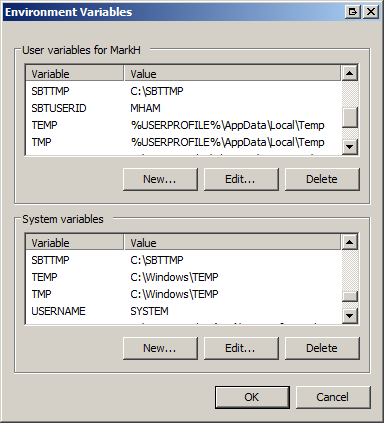 Environment Variables
User variables for MarkH
Variable Value
SBTTMP C:\SBTTMP
SBTUSERID MHAM
TEMP %USERPROFILE%\AppData\Local\Temp
TMP %USERPROFILE%\AppData\Local\Temp
New... Edit... Delete
System variables
Variable Value
SBTTMP C:\SBTTMP
TEMP C:\Windows\TEMP
TMP C:\Windows\TEMP
USERNAME SYSTEM
New... Edit... Delete
OK Cancel